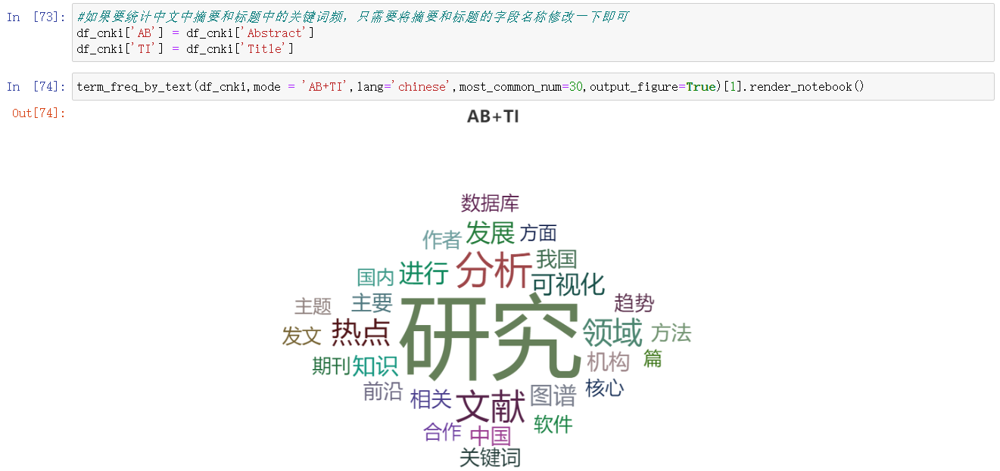 In [73]:
#如果要统计中文中摘要和标题中的关键词频，只需要将摘要和标题的字段名称修改一下即可
df_cnki['AB'] = df_cnki['Abstract']
df_cnki['TI'] = df_cnki['Title']
In [74]:
term_freq_by_text(df_cnki,mode = 'AB+TI',lang='chinese',most_common_num=30,output_figure=True)[1].render_notebook()
Out[74]:
AB+TI
数据库
作者 发展 方面
国内 进行 分析 我国
可视化
主题 主要 趋势
发文 热点 研究 领域 方法
期刊 知识 机构 篇
前沿 相关 文献 图谱 核心
合作 中国 软件
关键词